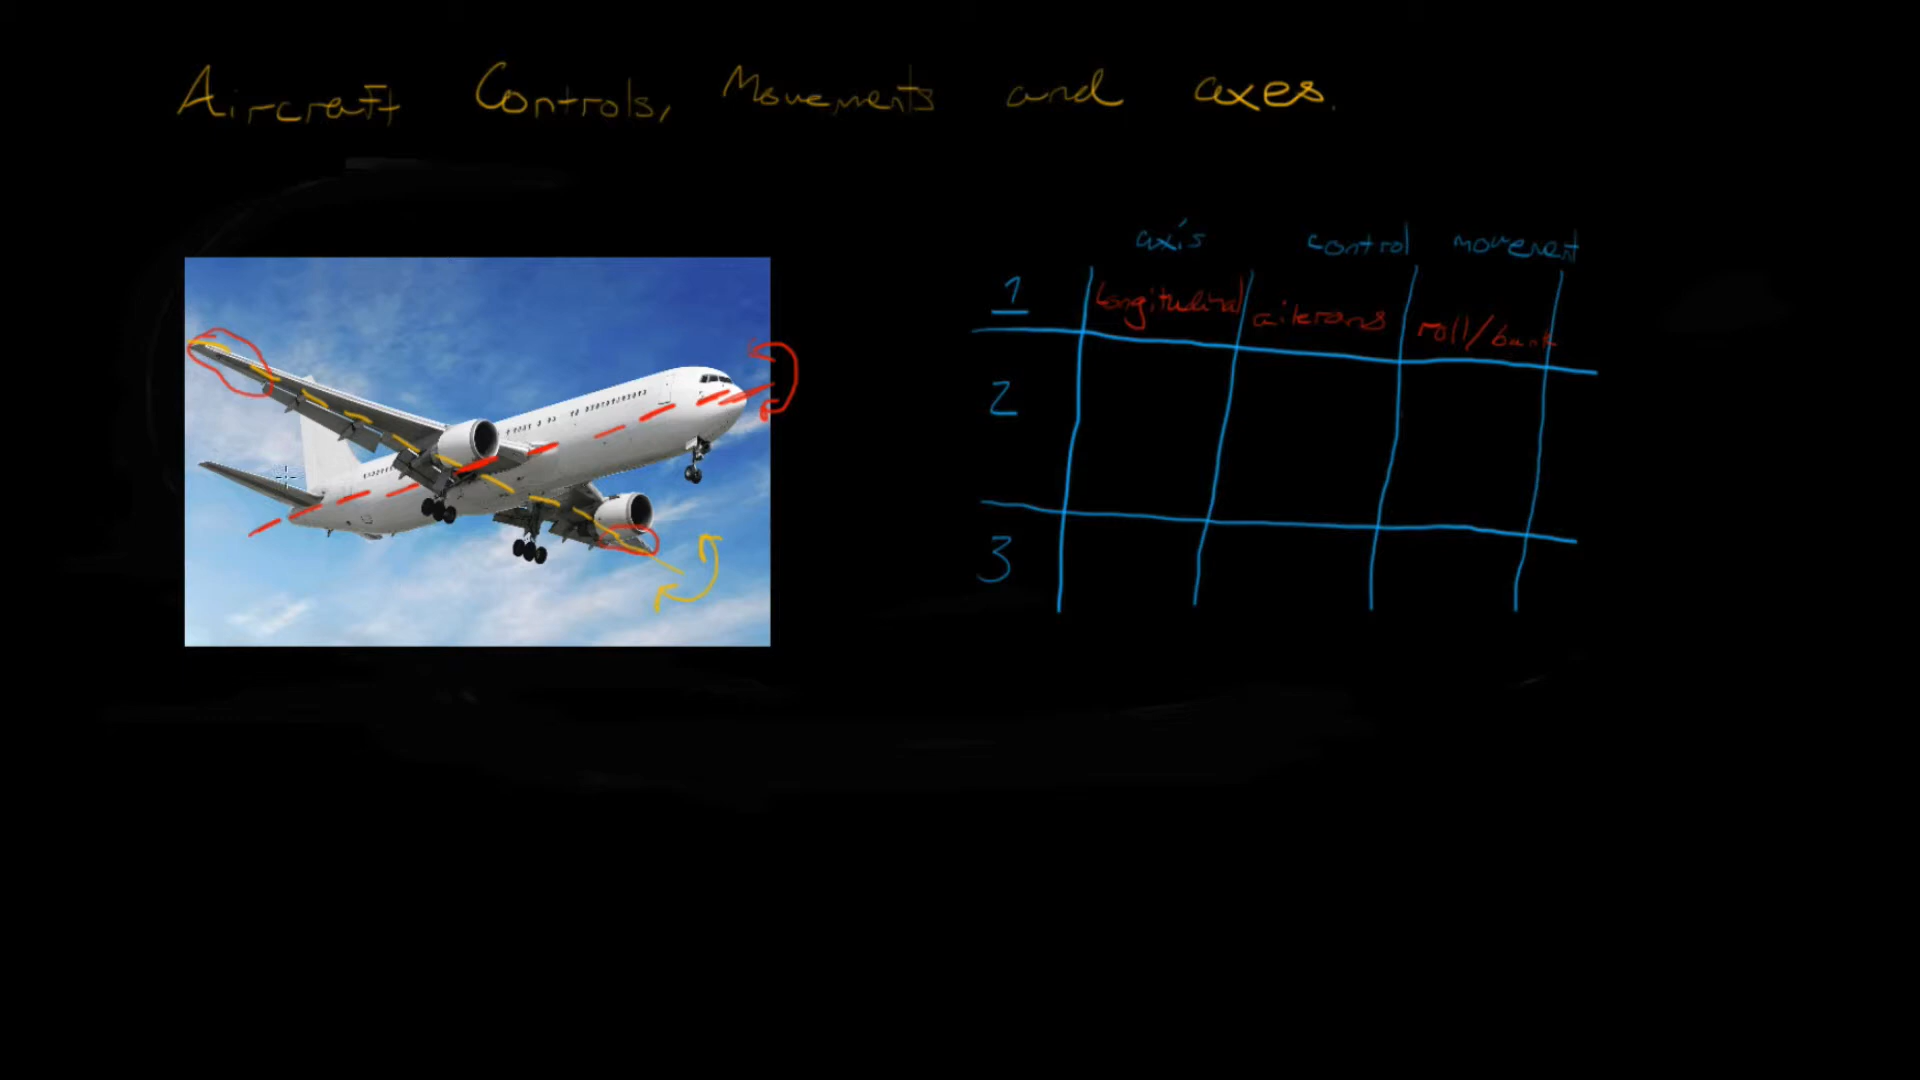 Aircraft Controls, Movements and axes.
axis control movement
1 Longitudinal ailerons roll/bank
2
3